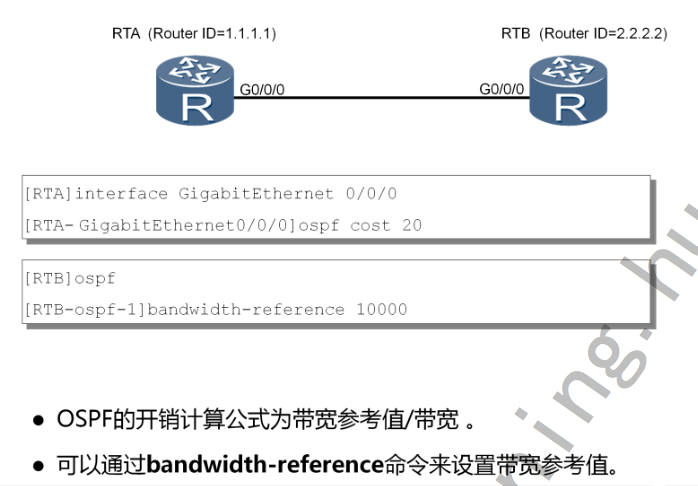 RTA (Router ID=1.1.1.1)
RTB (Router ID=2.2.2.2)
G0/0/0
G0/0/0
R
R
[RTA]interface GigabitEthernet 0/0/0
[RTA- GigabitEthernet0/0/0]ospf cost 20
[RTB]ospf
[RTB-ospf-1]bandwidth-reference 10000
● OSPF的开销计算公式为带宽参考值/带宽 。
● 可以通过bandwidth-reference命令来设置带宽参考值。
ning.hu